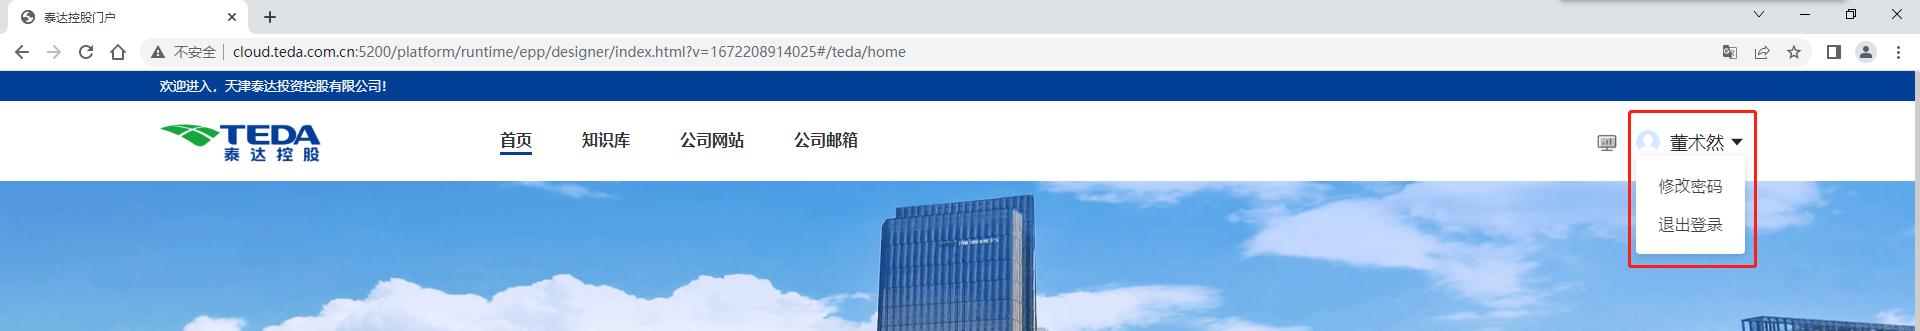 泰达控股门户
不安全 cloud.teda.com.cn:5200/platform/runtime/epp/designer/index.html?v=1672208914025#/teda/home
欢迎进入，天津泰达投资控股有限公司！
TEDA
泰达控股
首页 知识库 公司网站 公司邮箱 董术然
修改密码
退出登录